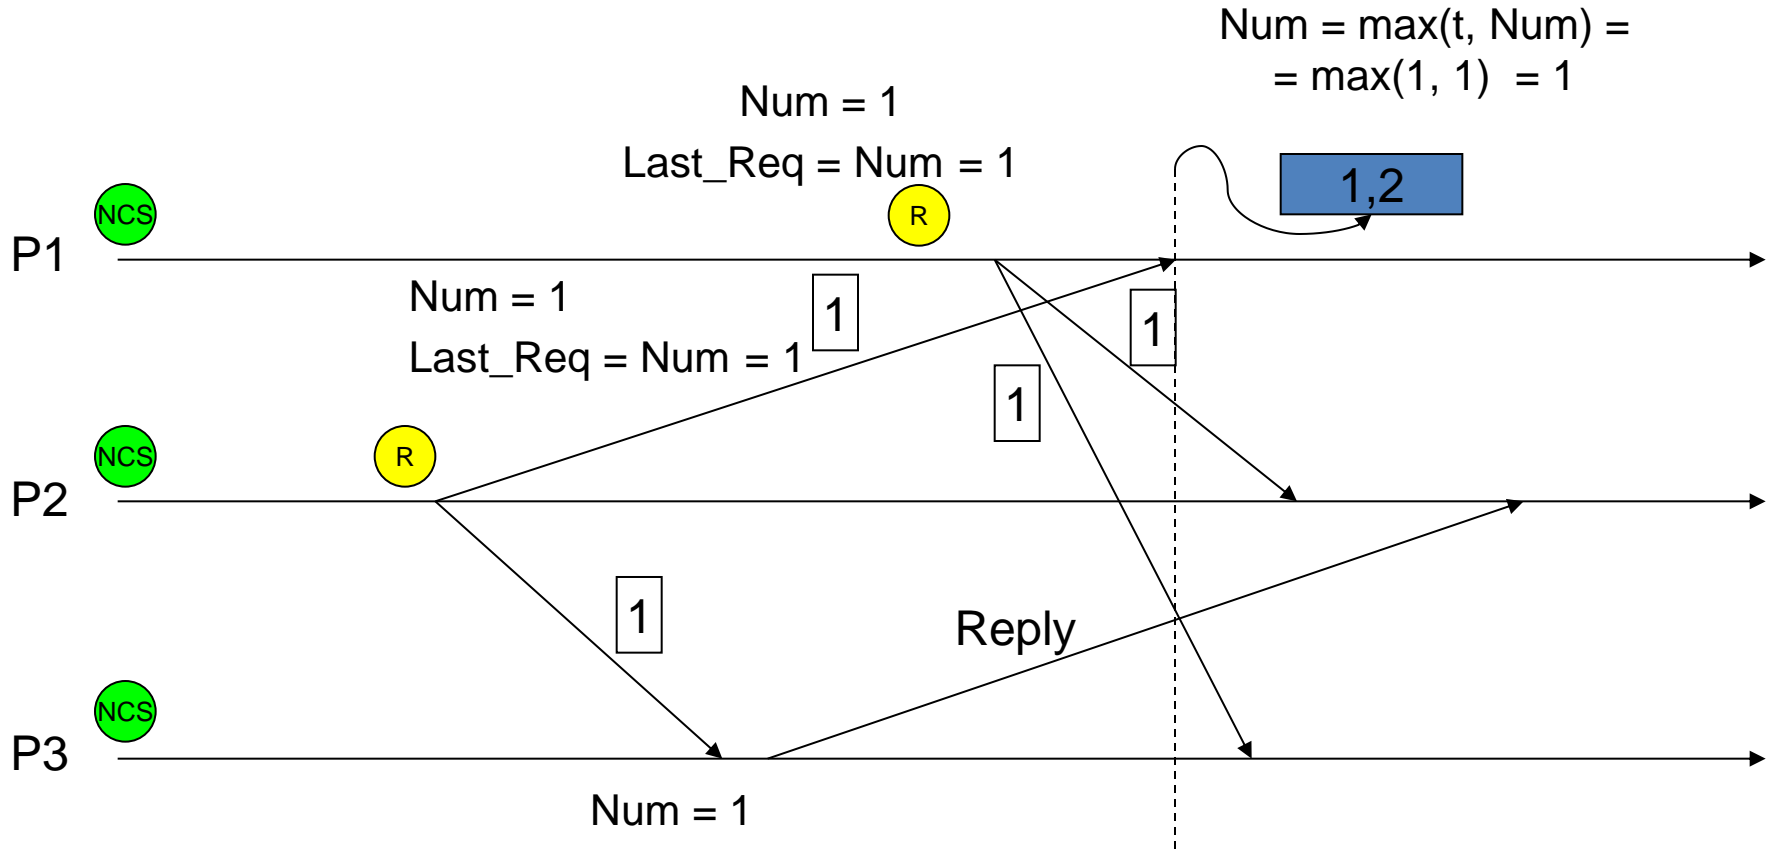 Num = max(t, Num) =
= max(1, 1) = 1
Num = 1
Last_Req = Num = 1
1,2
NCS
R
P1
Num = 1
1
1
Last_Req = Num = 1
1
NCS
R
P2
1
Reply
NCS
P3
Num = 1